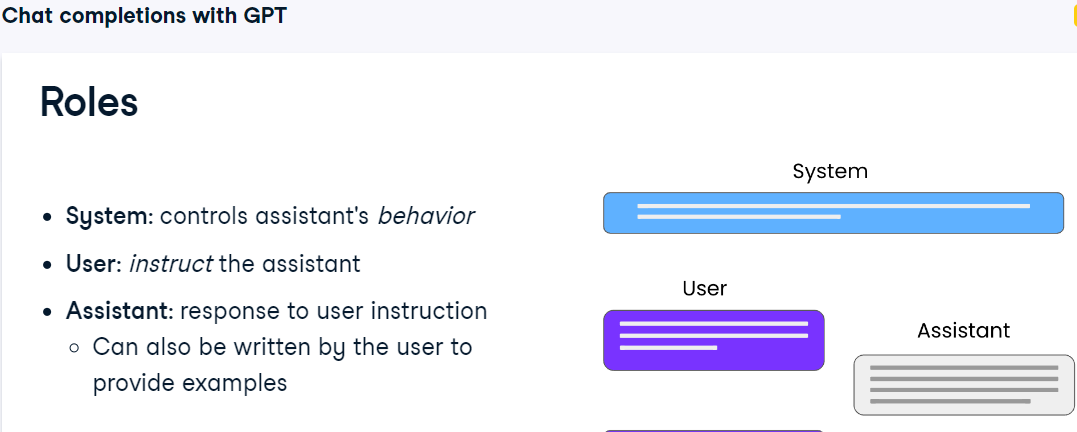 Chat completions with GPT
Roles
System: controls assistant's behavior
User: instruct the assistant
Assistant: response to user instruction
Can also be written by the user to
provide examples
System
User
Assistant